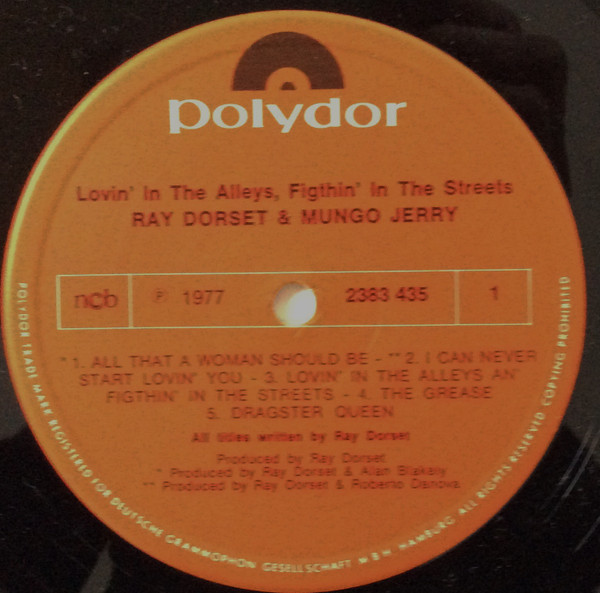 polydor
Lovin' In The Alleys, Figthin' In The Streets
RAY DORSET & MUNGO JERRY
ncb ℗ 1977 2383 435 1
* 1. ALL THAT A WOMAN SHOULD BE - ** 2. I CAN NEVER
START LOVIN' YOU - 3. LOVIN' IN THE ALLEYS AN'
FIGTHIN' IN THE STREETS - 4. THE GREASE
5. DRAGSTER QUEEN
All titles written by Ray Dorset
Produced by Ray Dorset
* Produced by Ray Dorset & Alan Blakely
** Produced by Ray Dorset & Roberto Danova
POLYDOR TRADE MARK REGISTERED FOR DEUTSCHE GRAMMOPHON GESELLSCHAFT M B H. HAMBURG. ALL RIGHTS RESERVED COPYING PROHIBITED